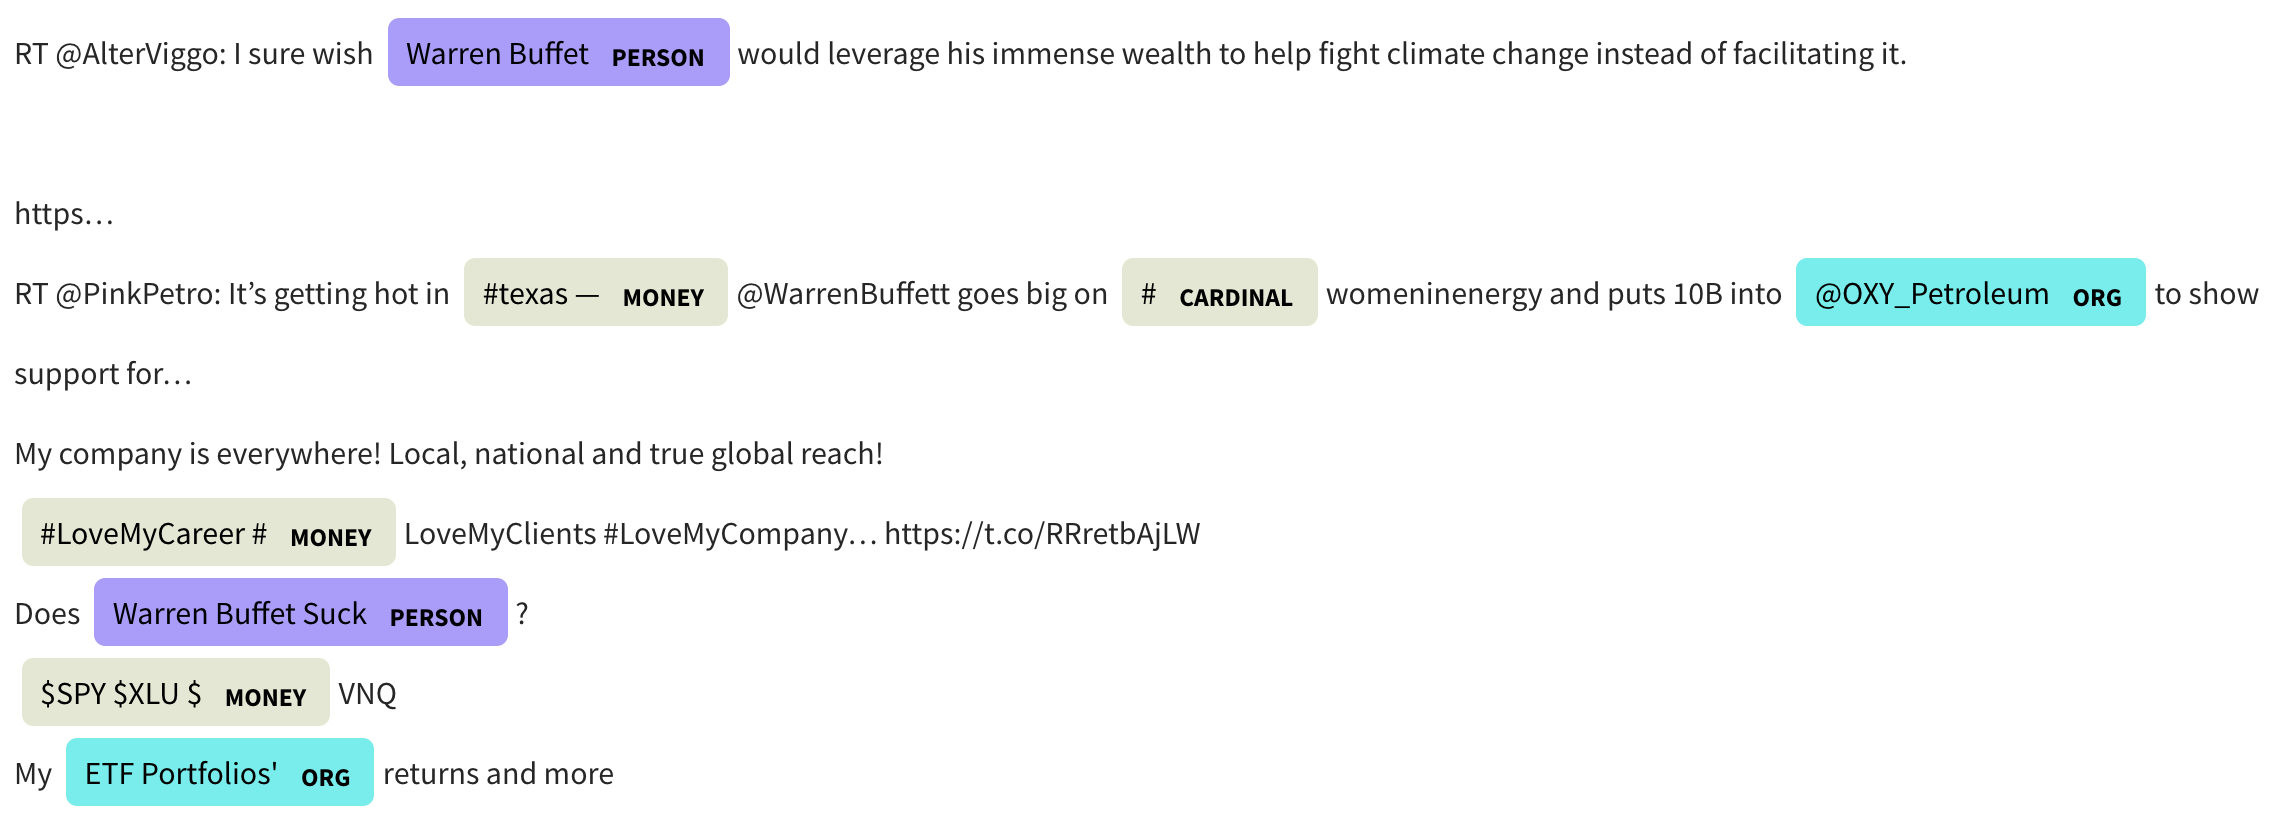 RT @AlterViggo: I sure wish Warren Buffet PERSON would leverage his immense wealth to help fight climate change instead of facilitating it.
https…
RT @PinkPetro: It’s getting hot in #texas — MONEY @WarrenBuffett goes big on # CARDINAL womeninenergy and puts 10B into @OXY_Petroleum ORG to show
support for…
My company is everywhere! Local, national and true global reach!
#LoveMyCareer # MONEY LoveMyClients #LoveMyCompany… https://t.co/RRretbAjLW
Does Warren Buffet Suck PERSON ?
$SPY $XLU $ MONEY VNQ
My ETF Portfolios' ORG returns and more